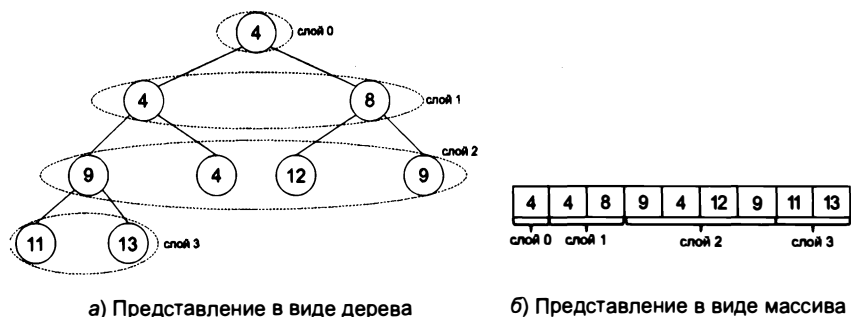 4 слой 0
4 8 слой 1
9 4 12 9 слой 2
11 13 слой 3
4 4 8 9 4 12 9 11 13
слой 0 слой 1 слой 2 слой 3
а) Представление в виде дерева
б) Представление в виде массива